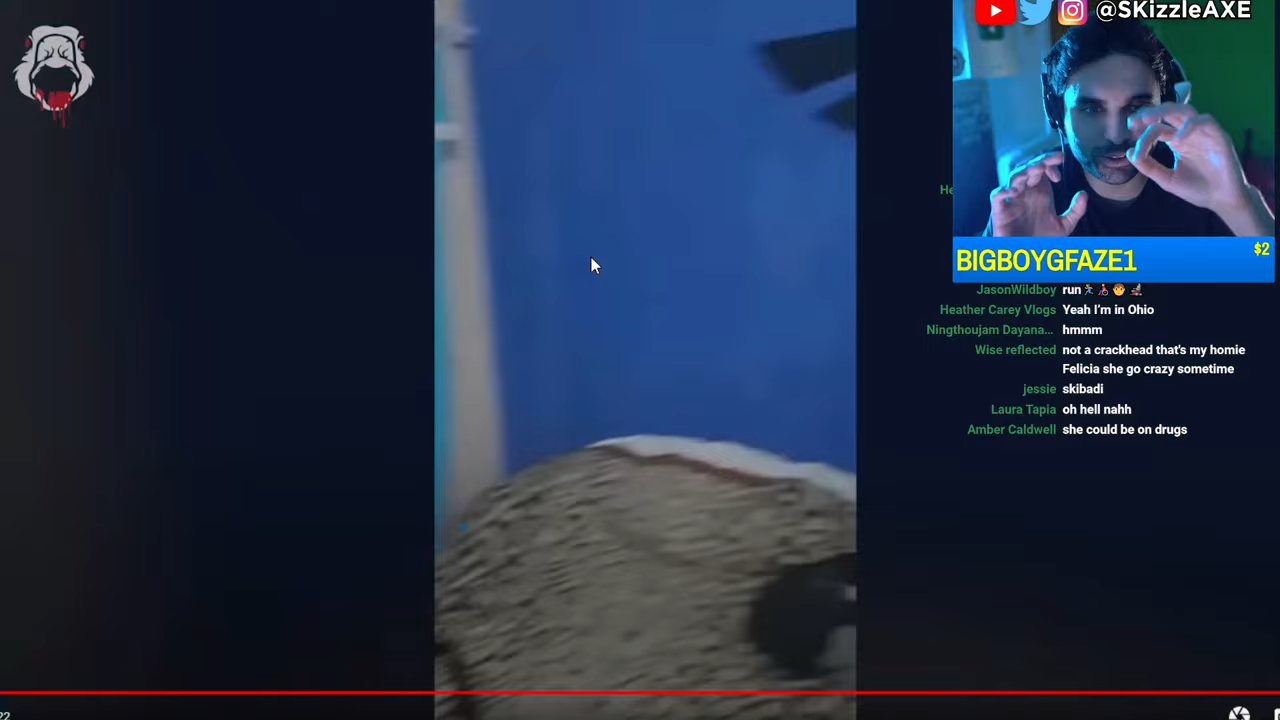 @SKizzleAXE
He
BIGBOYGFAZE1 $2
JasonWildboy run
Heather Carey Vlogs Yeah I'm in Ohio
Ningthoujam Dayana... hmmm
Wise reflected not a crackhead that's my homie
Felicia she go crazy sometime
jessie skibadi
Laura Tapia oh hell nahh
Amber Caldwell she could be on drugs
22